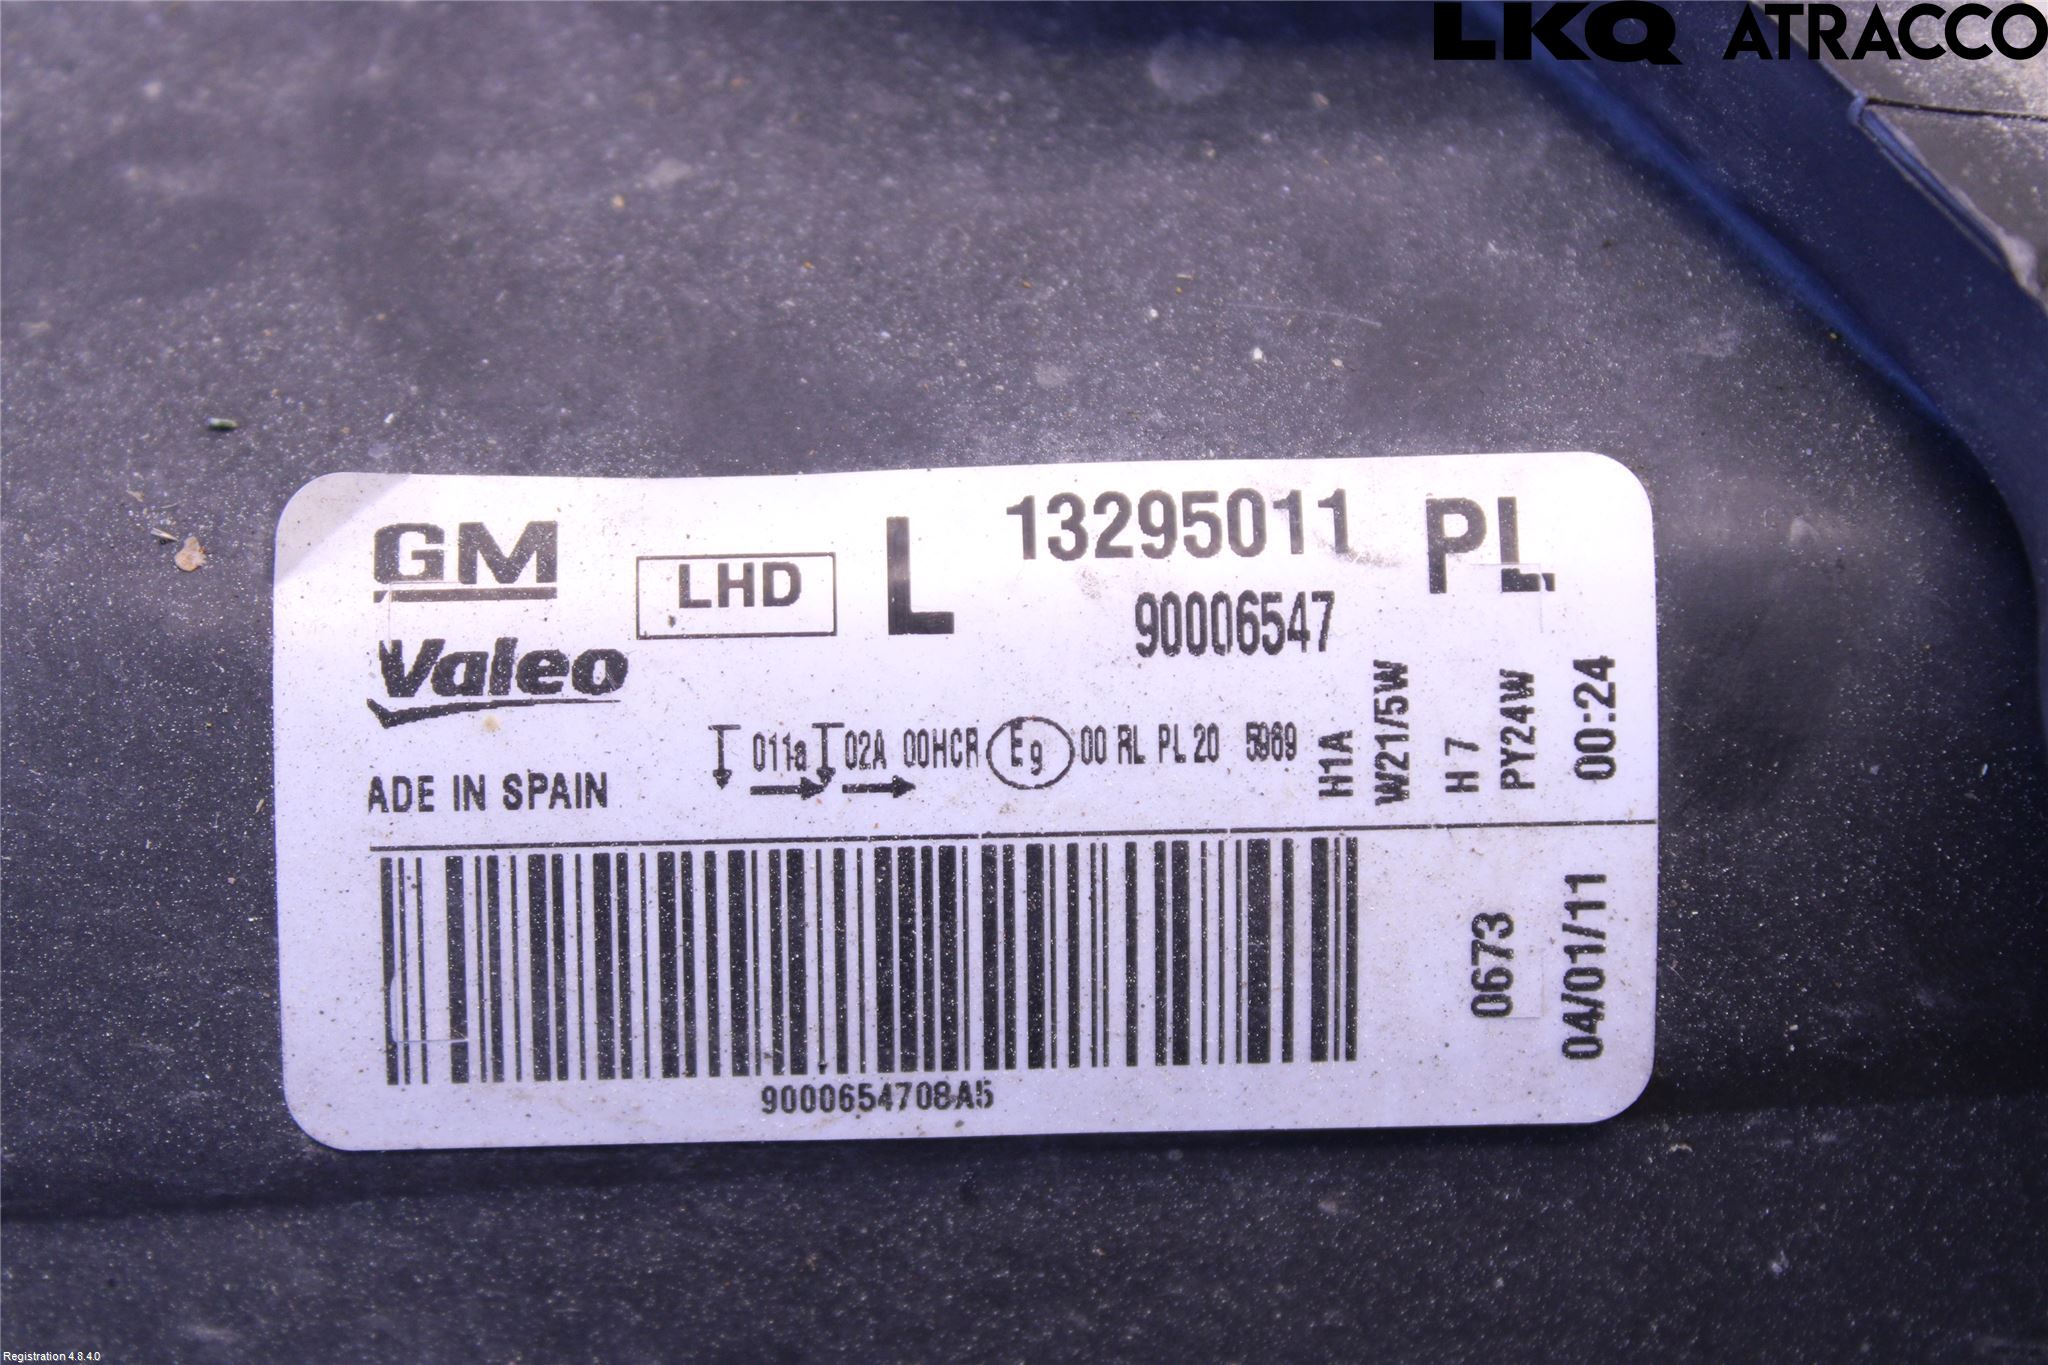 LKQ ATRACCO
GM
LHD
L
13295011
PL
90006547
Valeo
011a 02A 00HCR E9 00 RL PL 20 5969
ADE IN SPAIN
H1A
W21/5W
H7
PY24W
00:24
0673
04/01/11
9000654708A5
Registration 4.8.4.0